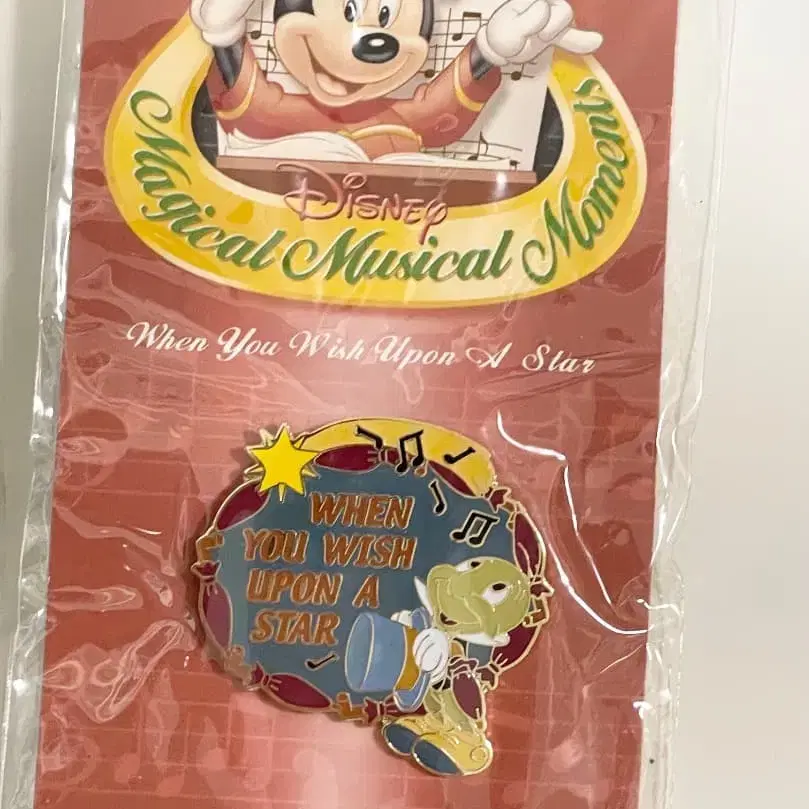 Disney
Magical Musical Moments
When You Wish Upon A Star
WHEN
YOU WISH
UPON A
STAR